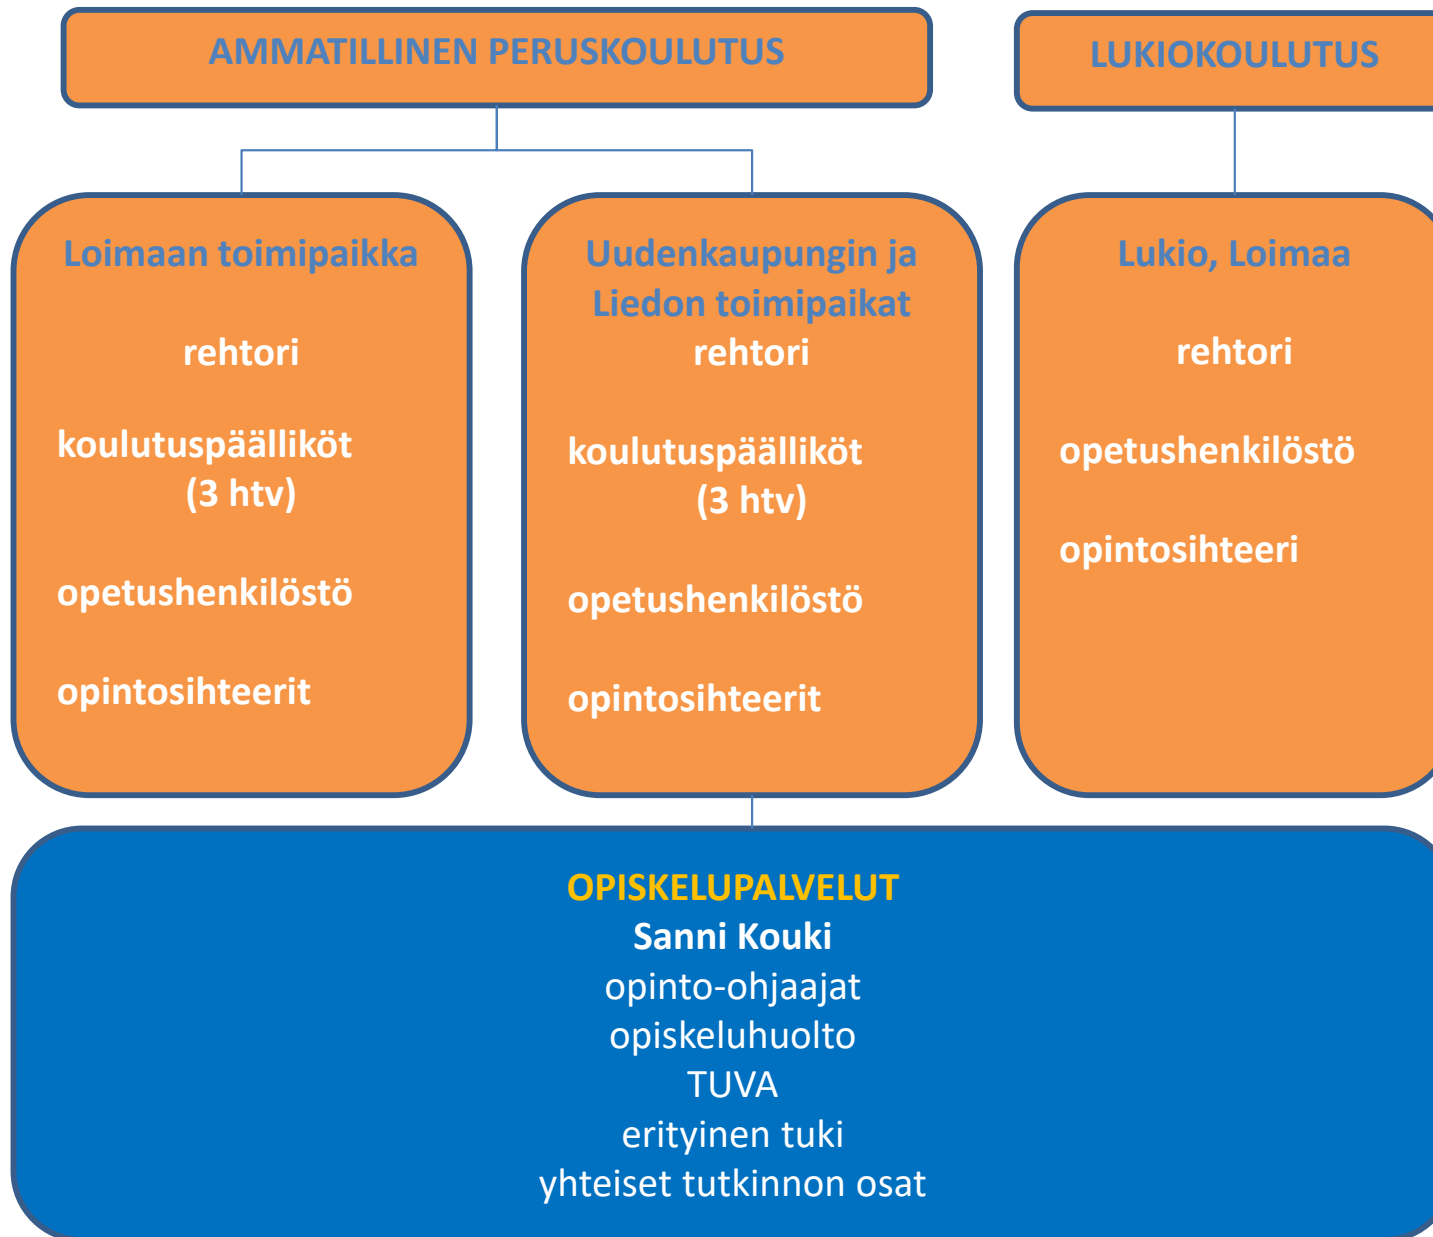 AMMATILLINEN PERUSKOULUTUS
LUKIOKOULUTUS
Loimaan toimipaikka
rehtori
koulutuspäälliköt
(3 htv)
opetushenkilöstö
opintosihteerit
Uudenkaupungin ja
Liedon toimipaikat
rehtori
koulutuspäälliköt
(3 htv)
opetushenkilöstö
opintosihteerit
Lukio, Loimaa
rehtori
opetushenkilöstö
opintosihteeri
OPISKELUPALVELUT
Sanni Kouki
opinto-ohjaajat
opiskeluhuolto
TUVA
erityinen tuki
yhteiset tutkinnon osat